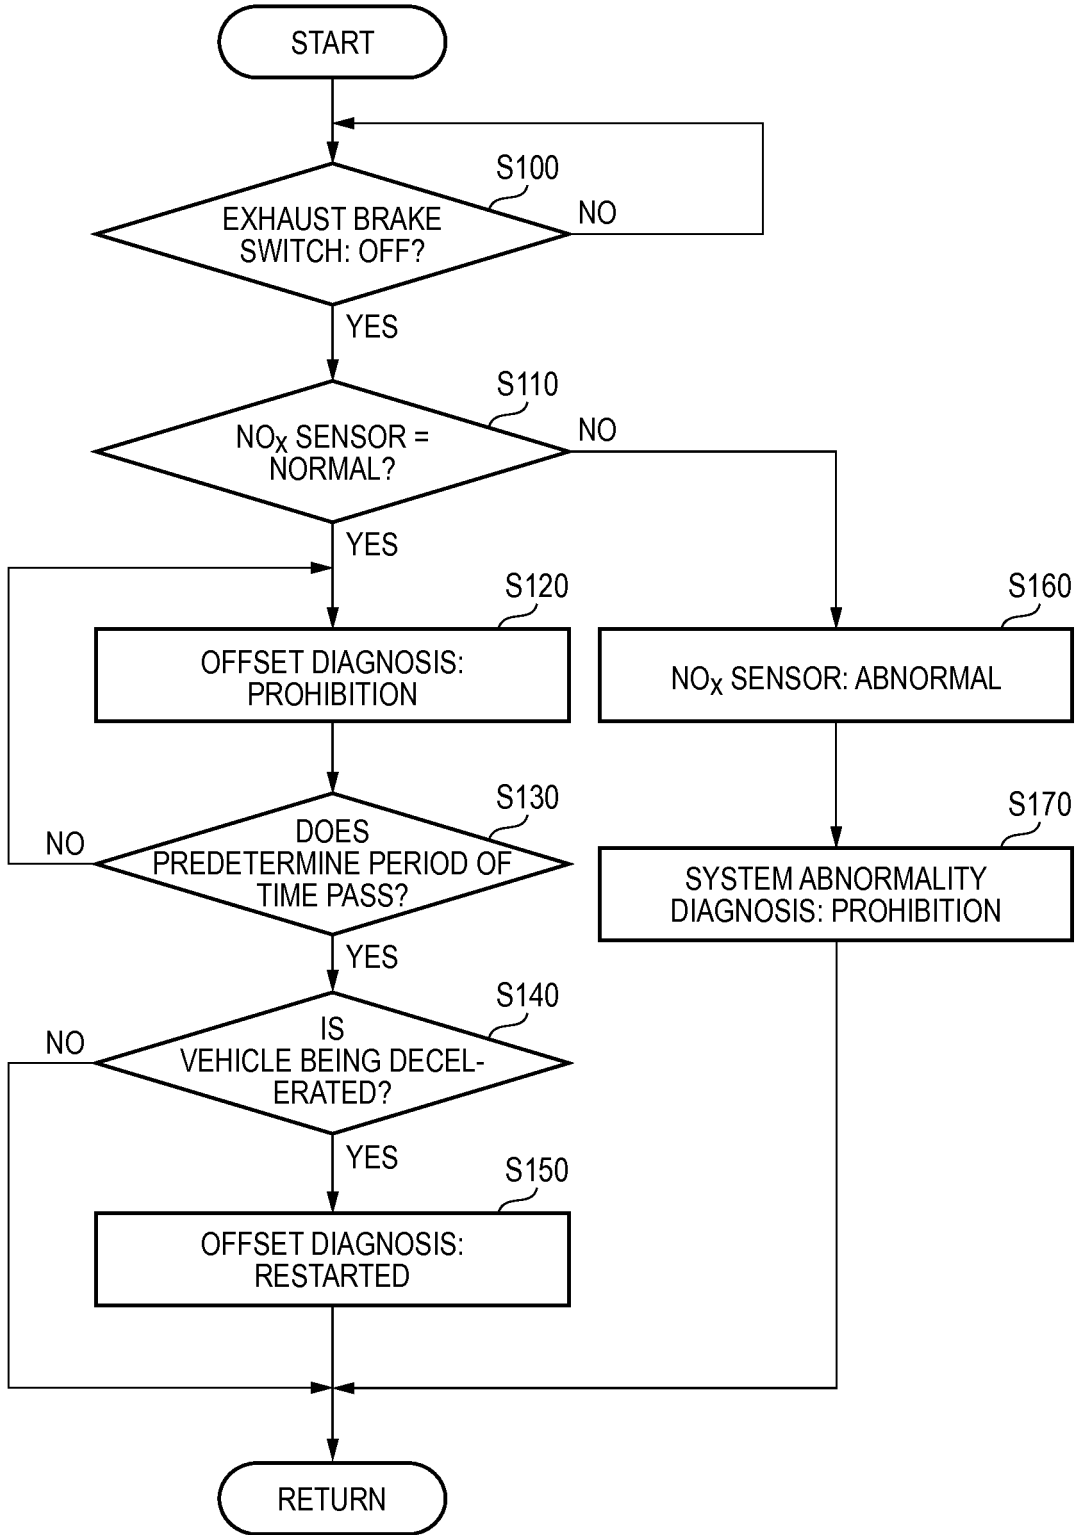 START
S100
EXHAUST BRAKE
SWITCH: OFF?
NO
YES
S110
NOx SENSOR =
NORMAL?
NO
YES
S120
OFFSET DIAGNOSIS:
PROHIBITION
S160
NOx SENSOR: ABNORMAL
S130
DOES
PREDETERMINE PERIOD OF
TIME PASS?
NO
YES
S170
SYSTEM ABNORMALITY
DIAGNOSIS: PROHIBITION
S140
IS
VEHICLE BEING DECEL-
ERATED?
NO
YES
S150
OFFSET DIAGNOSIS:
RESTARTED
RETURN